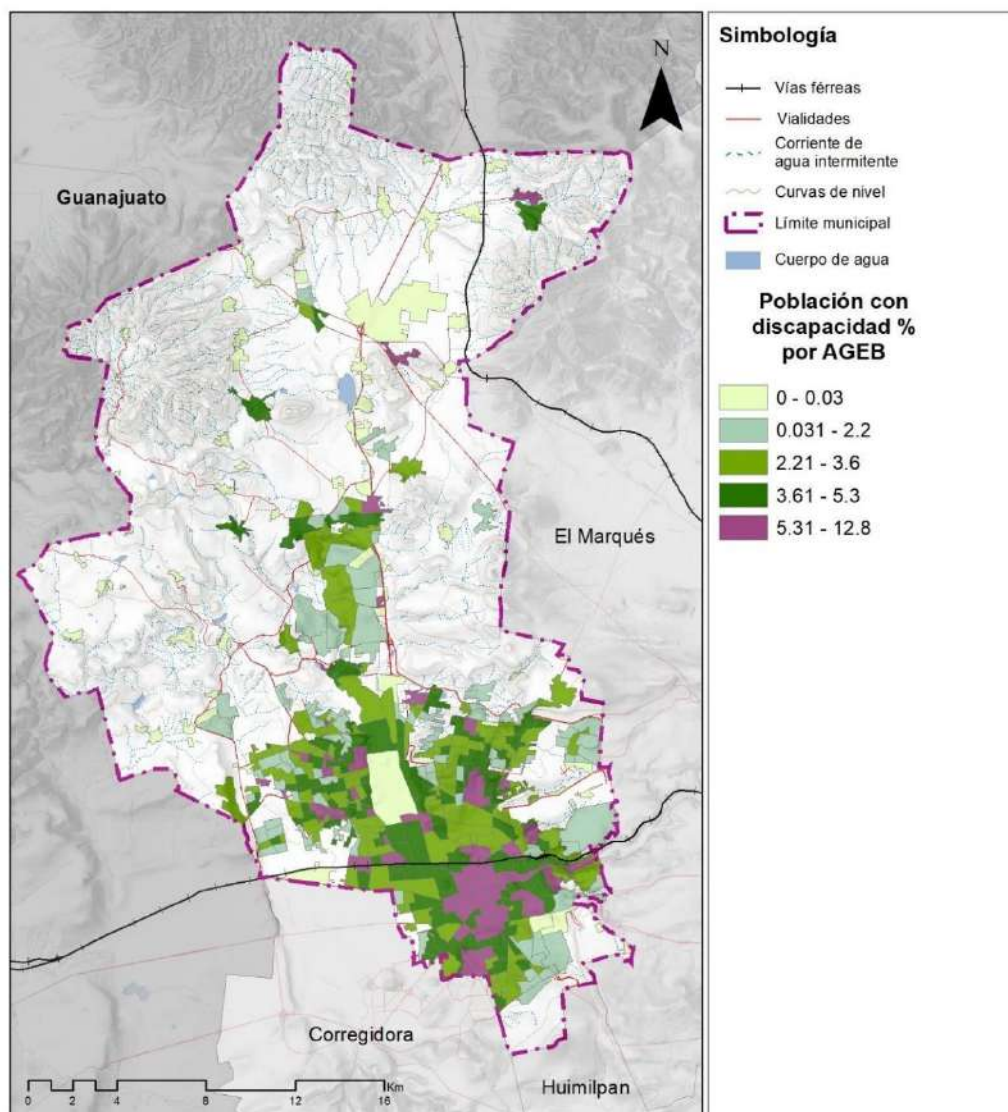 N
Guanajuato
El Marqués
Corregidora
Huimilpan
0 2 4 8 12 16 Km
Simbología
Vías férreas
Vialidades
Corriente de
agua intermitente
Curvas de nivel
Límite municipal
Cuerpo de agua
Población con
discapacidad %
por AGEB
0 - 0.03
0.031 - 2.2
2.21 - 3.6
3.61 - 5.3
5.31 - 12.8